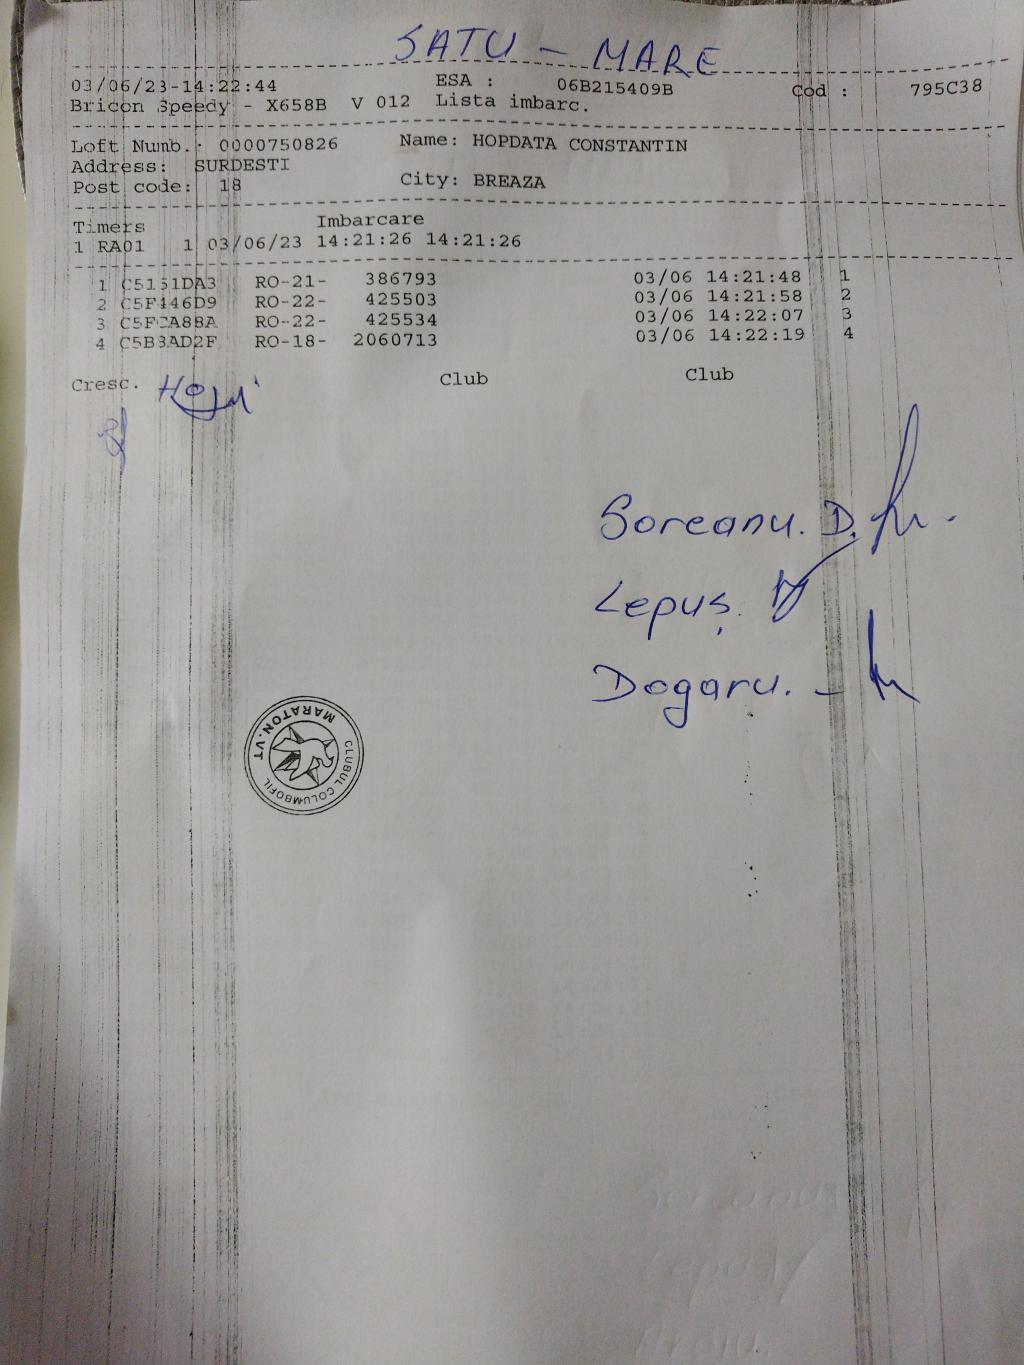 SATU - MARE
03/06/23-14:22:44 ESA : 06B215409B Cod : 795C38
Bricon Speedy - X658B V 012 Lista imbarc.
Loft Numb.: 0000750826 Name: HOPDATA CONSTANTIN
Address: SURDESTI
Post code: 18 City: BREAZA
Timers Imbarcare
1 RA01 1 03/06/23 14:21:26 14:21:26
1 C5151DA3 RO-21- 386793 03/06 14:21:48 1
2 C5F446D9 RO-22- 425503 03/06 14:21:58 2
3 C5FCA8BA RO-22- 425534 03/06 14:22:07 3
4 C5B3AD2F RO-18- 2060713 03/06 14:22:19 4
Cresc. Club Club
Soreanu. D.
Lepuș.
Dogaru. -
CLUBUL COLUMBOFIL
MARATON.VT